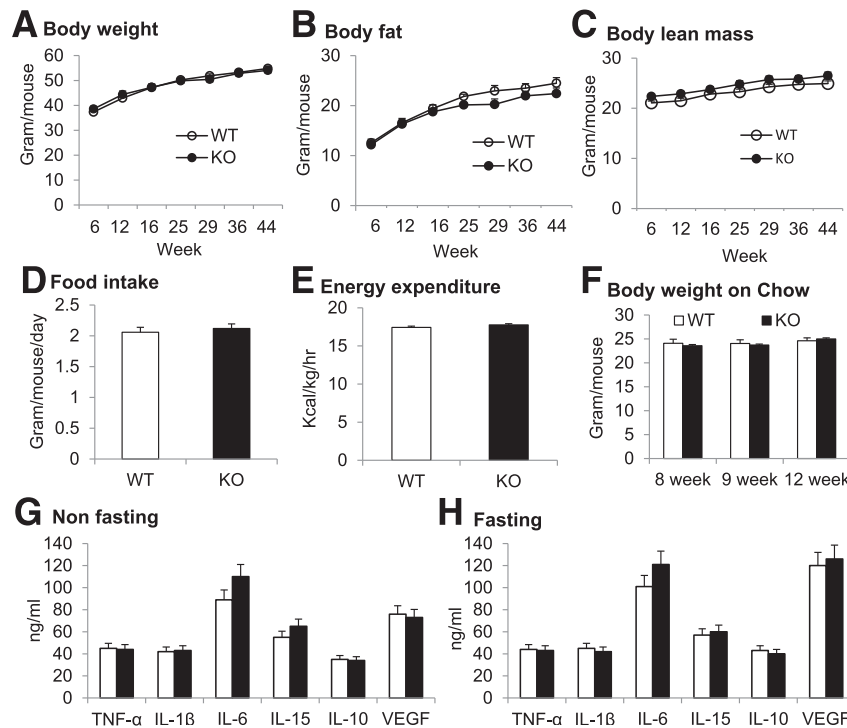 A Body weight
Gram/mouse
60
50
40
30
20
10
0
WT
KO
6 12 16 25 29 36 44
Week
B Body fat
Gram/mouse
30
20
10
0
WT
KO
6 12 16 25 29 36 44
Week
C Body lean mass
Gram/mouse
30
20
10
0
WT
KO
6 12 16 25 29 36 44
Week
D Food intake
Gram/mouse/day
2.5
2
1.5
1
0.5
0
WT KO
E Energy expenditure
Kcal/kg/hr
20
15
10
5
0
WT KO
F Body weight on Chow
Gram/mouse
30
25
20
15
10
5
0
WT KO
8 week 9 week 12 week
G Non fasting
ng/ml
140
120
100
80
60
40
20
0
TNF-α IL-1ß IL-6 IL-15 IL-10 VEGF
H Fasting
ng/ml
140
120
100
80
60
40
20
0
TNF-α IL-1ß IL-6 IL-15 IL-10 VEGF